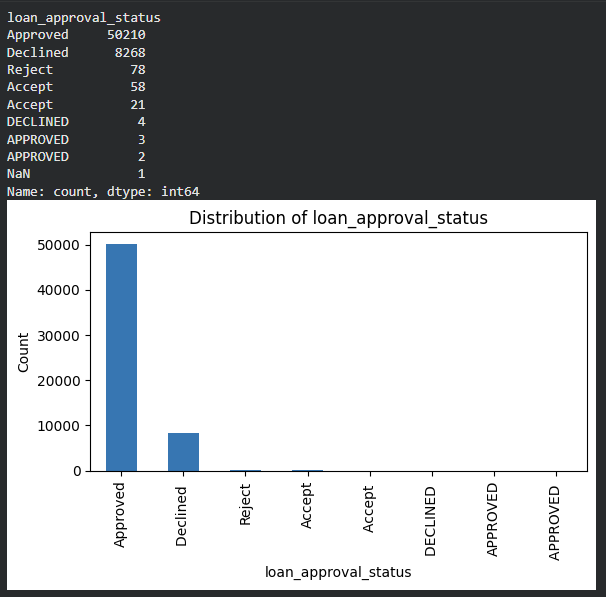 loan_approval_status
Approved 50210
Declined 8268
Reject 78
Accept 58
Accept 21
DECLINED 4
APPROVED 3
APPROVED 2
NaN 1
Name: count, dtype: int64
Distribution of loan_approval_status
50000
40000
30000
20000
10000
0
Count
Approved
Declined
Reject
Accept
Accept
DECLINED
APPROVED
APPROVED
loan_approval_status